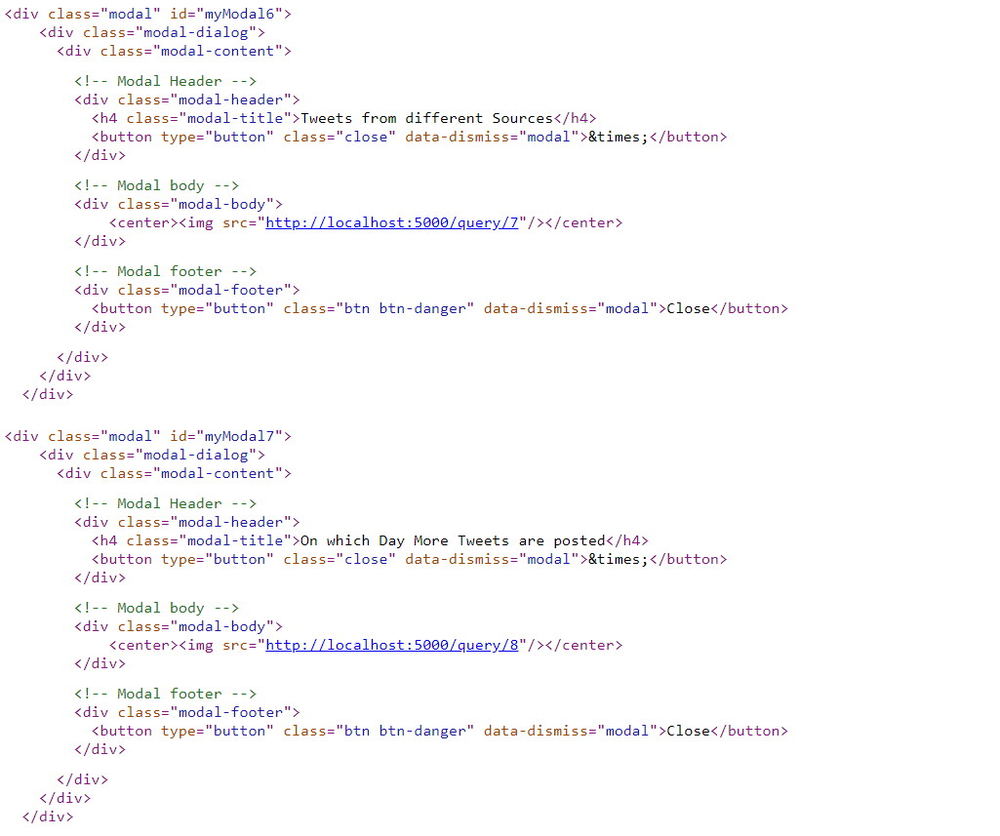 <div class="modal" id="myModal6">
<div class="modal-dialog">
<div class="modal-content">
<!-- Modal Header -->
<div class="modal-header">
<h4 class="modal-title">Tweets from different Sources</h4>
<button type="button" class="close" data-dismiss="modal">&times;</button>
</div>
<!-- Modal body -->
<div class="modal-body">
<center><img src="http://localhost:5000/query/7"/></center>
</div>
<!-- Modal footer -->
<div class="modal-footer">
<button type="button" class="btn btn-danger" data-dismiss="modal">Close</button>
</div>
</div>
</div>
</div>
<div class="modal" id="myModal7">
<div class="modal-dialog">
<div class="modal-content">
<!-- Modal Header -->
<div class="modal-header">
<h4 class="modal-title">On which Day More Tweets are posted</h4>
<button type="button" class="close" data-dismiss="modal">&times;</button>
</div>
<!-- Modal body -->
<div class="modal-body">
<center><img src="http://localhost:5000/query/8"/></center>
</div>
<!-- Modal footer -->
<div class="modal-footer">
<button type="button" class="btn btn-danger" data-dismiss="modal">Close</button>
</div>
</div>
</div>
</div>